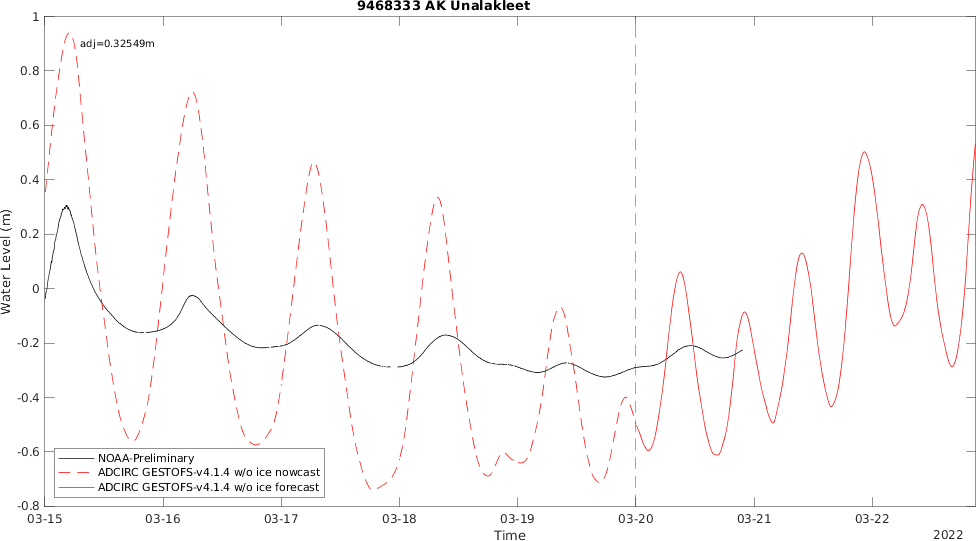 9468333 AK Unalakleet
adj=0.32549m
Water Level (m)
1
0.8
0.6
0.4
0.2
0
-0.2
-0.4
-0.6
-0.8
NOAA-Preliminary
ADCIRC GESTOFS-v4.1.4 w/o ice nowcast
ADCIRC GESTOFS-v4.1.4 w/o ice forecast
03-15 03-16 03-17 03-18 03-19 03-20 03-21 03-22
Time
2022